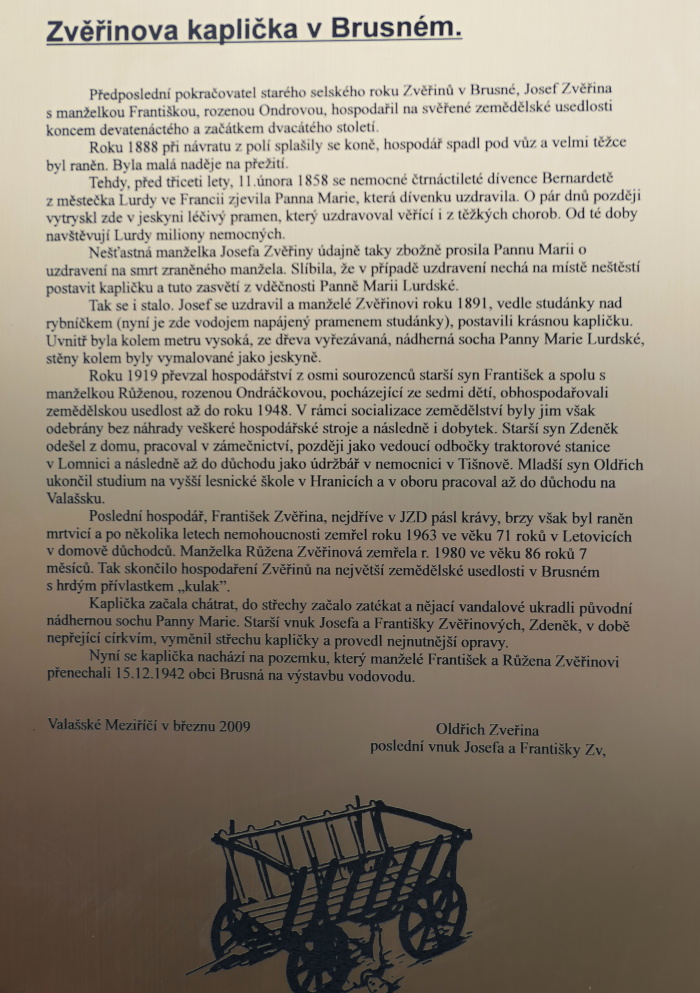 Zvěřinova kaplička v Brusném.
Předposlední pokračovatel starého selského roku Zvěřinů v Brusné, Josef Zvěřina
s manželkou Františkou, rozenou Ondrovou, hospodařil na svěřené zemědělské usedlosti
koncem devatenáctého a začátkem dvacátého století.
Roku 1888 při návratu z polí splašily se koně, hospodář spadl pod vůz a velmi těžce
byl raněn. Byla malá naděje na přežití.
Tehdy, před třiceti lety, 11.února 1858 se nemocné čtrnáctileté dívence Bernardetě
z městečka Lurdy ve Francii zjevila Panna Marie, která dívenku uzdravila. O pár dnů později
vytryskl zde v jeskyni léčivý pramen, který uzdravoval věřící i z těžkých chorob. Od té doby
navštěvují Lurdy miliony nemocných.
Nešťastná manželka Josefa Zvěřiny údajně taky zbožně prosila Pannu Marii o
uzdravení na smrt zraněného manžela. Slíbila, že v případě uzdravení nechá na místě neštěstí
postavit kapličku a tuto zasvětí z vděčnosti Panně Marii Lurdské.
Tak se i stalo. Josef se uzdravil a manželé Zvěřinovi roku 1891, vedle studánky nad
rybníčkem (nyní je zde vodojem napájený pramenem studánky), postavili krásnou kapličku.
Uvnitř byla kolem metru vysoká, ze dřeva vyřezávaná, nádherná socha Panny Marie Lurdské,
stěny kolem byly vymalované jako jeskyně.
Roku 1919 převzal hospodářství z osmi sourozenců starší syn František a spolu s
manželkou Růženou, rozenou Ondráčkovou, pocházející ze sedmi dětí, obhospodařovali
zemědělskou usedlost až do roku 1948. V rámci socializace zemědělství byly jim však
odebrány bez náhrady veškeré hospodářské stroje a následně i dobytek. Starší syn Zdeněk
odešel z domu, pracoval v zámečnictví, později jako vedoucí odbočky traktorové stanice
v Lomnici a následně až do důchodu jako údržbář v nemocnici v Tišnově. Mladší syn Oldřich
ukončil studium na vyšší lesnické škole v Hranicích a v oboru pracoval až do důchodu na
Valašsku.
Poslední hospodář, František Zvěřina, nejdříve v JZD pásl krávy, brzy však byl raněn
mrtvicí a po několika letech nemohoucnosti zemřel roku 1963 ve věku 71 roků v Letovicích
v domově důchodců. Manželka Růžena Zvěřinová zemřela r. 1980 ve věku 86 roků 7
měsíců. Tak skončilo hospodaření Zvěřinů na největší zemědělské usedlosti v Brusném
s hrdým přívlastkem „kulak”.
Kaplička začala chátrat, do střechy začalo zatékat a nějací vandalové ukradli původní
nádhernou sochu Panny Marie. Starší vnuk Josefa a Františky Zvěřinových, Zdeněk, v době
nepřející církvím, vyměnil střechu kapličky a provedl nejnutnější opravy.
Nyní se kaplička nachází na pozemku, který manželé František a Růžena Zvěřinovi
přenechali 15.12.1942 obci Brusná na výstavbu vodovodu.
Valašské Meziříčí v březnu 2009
Oldřich Zveřina
poslední vnuk Josefa a Františky Zv,